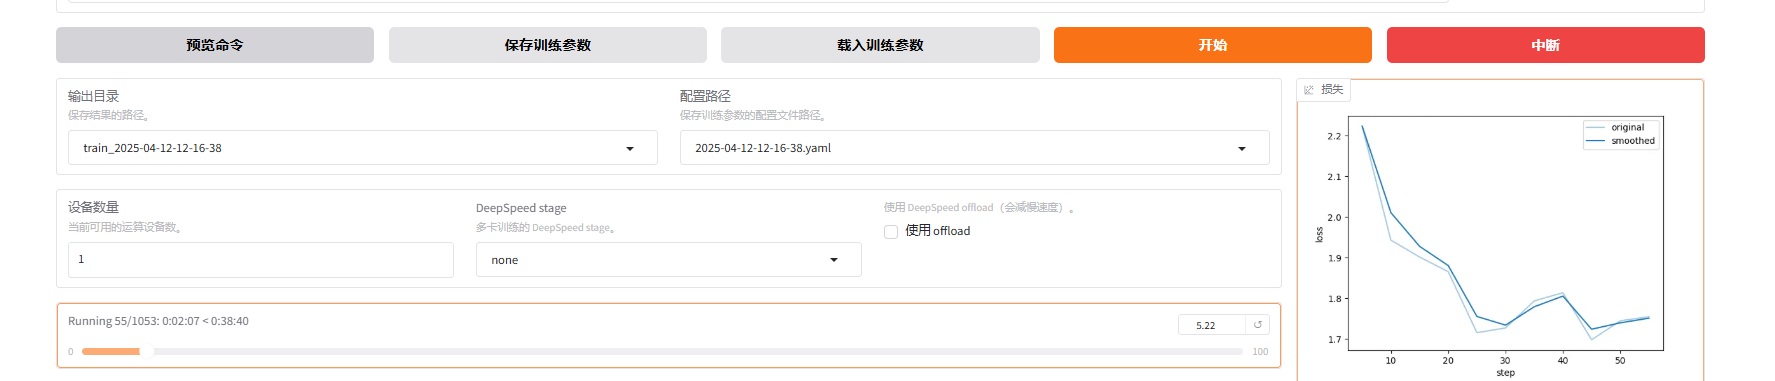 预览命令
保存训练参数
载入训练参数
开始
中断
输出目录
保存结果的路径。
train_2025-04-12-12-16-38
配置路径
保存训练参数的配置文件路径。
2025-04-12-12-16-38.yaml
设备数量
当前可用的运算设备数。
1
DeepSpeed stage
多卡训练的 DeepSpeed stage。
none
使用 DeepSpeed offload（会减慢速度）。
使用 offload
Running 55/1053: 0:02:07 < 0:38:40
5.22
0
100
损失
original
smoothed
2.2
2.1
2.0
1.9
1.8
1.7
loss
10 20 30 40 50
step